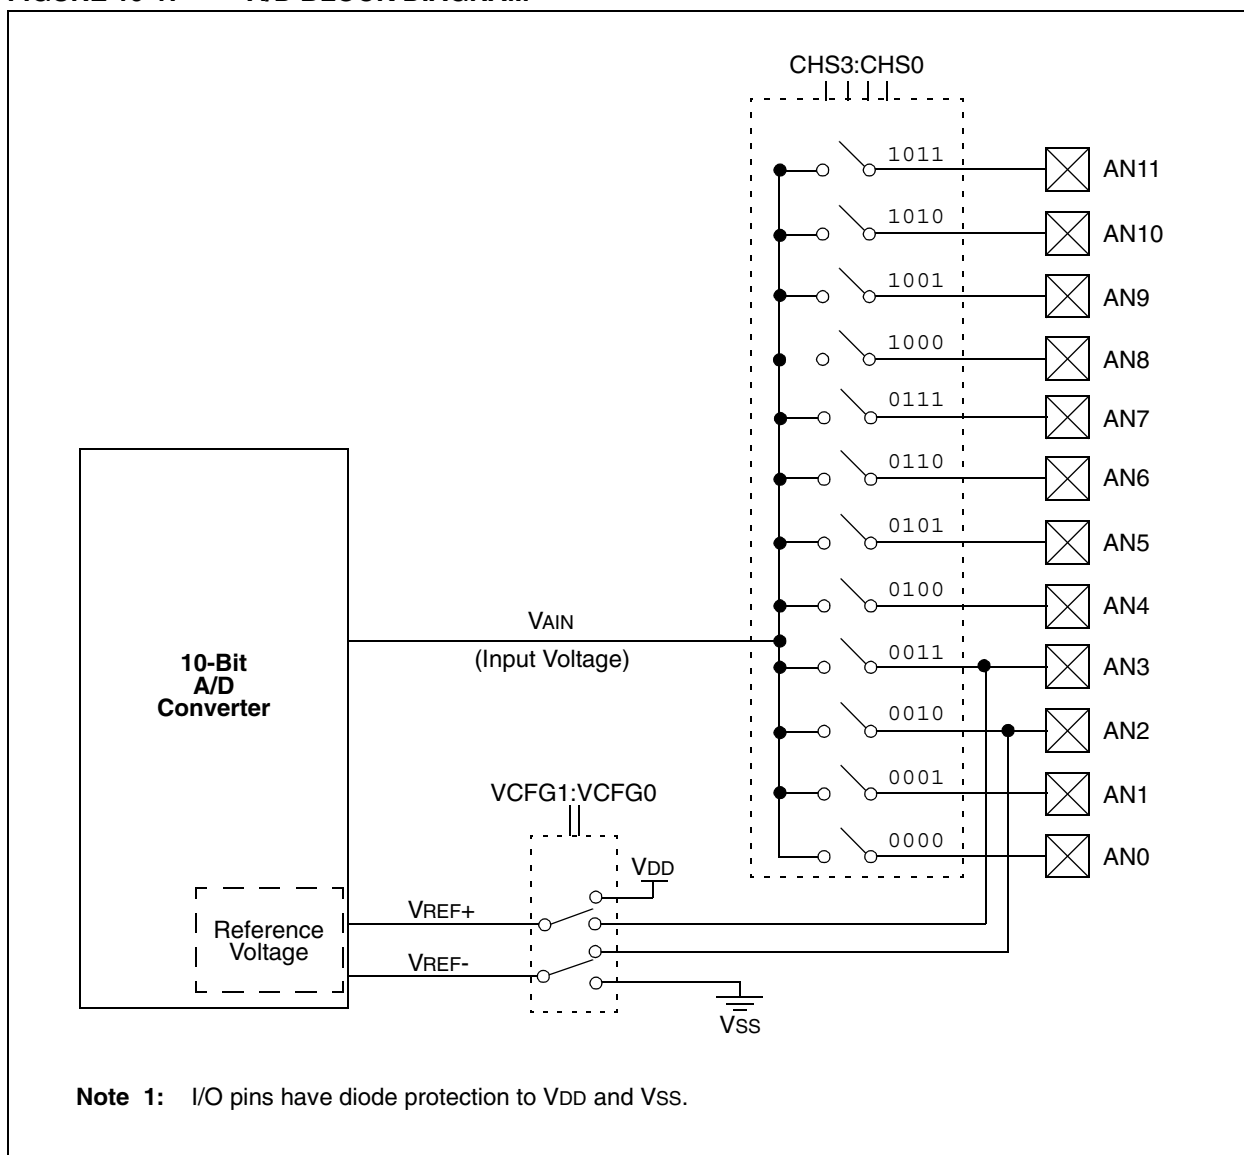 CHS3:CHS0
1011 AN11
1010 AN10
1001 AN9
1000 AN8
0111 AN7
0110 AN6
0101 AN5
0100 AN4
VAIN
(Input Voltage)
10-Bit
A/D
Converter
0011 AN3
0010 AN2
VCFG1:VCFG0
0001 AN1
0000 AN0
VDD
Reference
Voltage
VREF+
VREF-
VSS
Note 1: I/O pins have diode protection to VDD and VSS.